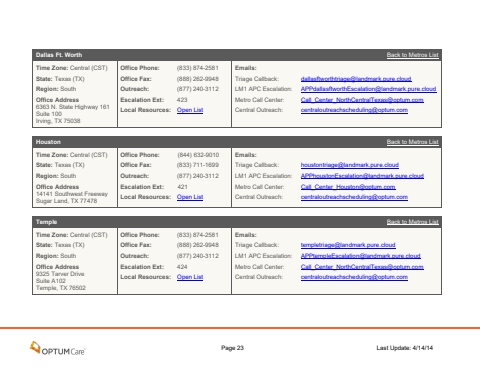 Dallas Ft. Worth Back to Metros List
Time Zone: Central (CST) Office Phone: (833) 874-2581 Emails:
State: Texas (TX) Office Fax: (888) 262-9948 Triage Callback: dallasftworthtriage@landmark.pure.cloud
Region: South Outreach: (877) 240-3112 LM1 APC Escalation: APPdallasftworthEscalation@landmark.pure.cloud
Office Address Escalation Ext: 423 Metro Call Center: Call_Center_NorthCentralTexas@optum.com
6363 N. State Highway 161 Local Resources: Open List Central Outreach: centraloutreachscheduling@optum.com
Suite 100
Irving, TX 75038
Houston Back to Metros List
Time Zone: Central (CST) Office Phone: (844) 632-9010 Emails:
State: Texas (TX) Office Fax: (833) 711-1699 Triage Callback: houstontriage@landmark.pure.cloud
Region: South Outreach: (877) 240-3112 LM1 APC Escalation: APPhoustonEscalation@landmark.pure.cloud
Office Address Escalation Ext: 421 Metro Call Center: Call_Center_Houston@optum.com
14141 Southwest Freeway Local Resources: Open List Central Outreach: centraloutreachscheduling@optum.com
Sugar Land, TX 77478
Temple Back to Metros List
Time Zone: Central (CST) Office Phone: (833) 874-2581 Emails:
State: Texas (TX) Office Fax: (888) 262-9948 Triage Callback: templetriage@landmark.pure.cloud
Region: South Outreach: (877) 240-3112 LM1 APC Escalation: APPtempleEscalation@landmark.pure.cloud
Office Address Escalation Ext: 424 Metro Call Center: Call_Center_NorthCentralTexas@optum.com
9325 Tarver Drive Local Resources: Open List Central Outreach: centraloutreachscheduling@optum.com
Suite A102
Temple, TX 76502
OPTUMCare Page 23 Last Update: 4/14/14